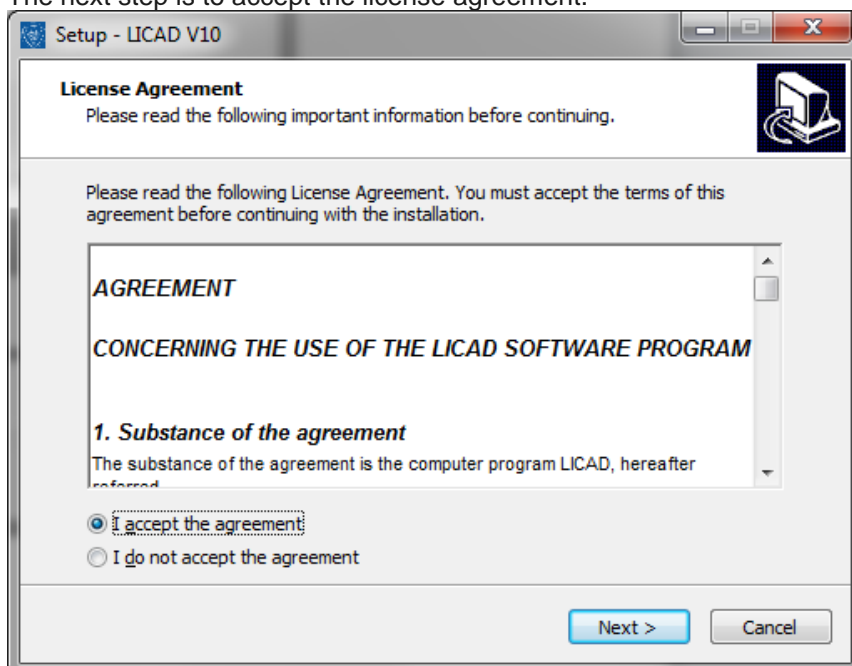 The next step is to accept the license agreement.
Setup - LICAD V10
License Agreement
Please read the following important information before continuing.
Please read the following License Agreement. You must accept the terms of this
agreement before continuing with the installation.
AGREEMENT
CONCERNING THE USE OF THE LICAD SOFTWARE PROGRAM
1. Substance of the agreement
The substance of the agreement is the computer program LICAD, hereafter
referred
I accept the agreement
I do not accept the agreement
Next >
Cancel